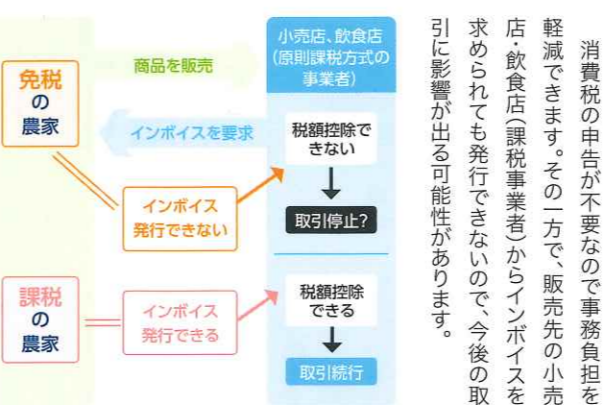 消費税の申告が不要なので事務負担を
軽減できます。その一方で、販売先の小売
店・飲食店(課税事業者)からインボイスを
求められても発行できないので、今後の取
引に影響が出る可能性があります。
免税
の
農家
商品を販売
インボイスを要求
インボイス
発行できない
小売店、飲食店
(原則課税方式の
事業者)
税額控除で
きない
取引停止?
課税
の
農家
インボイス
発行できる
税額控除
できる
取引続行